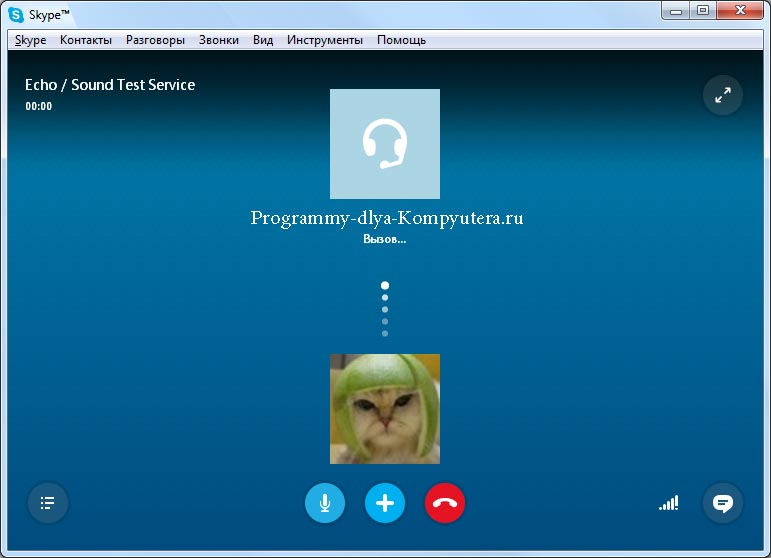 Skype™
Skype Контакты Разговоры Звонки Вид Инструменты Помощь
Echo / Sound Test Service
00:00
Programmy-dlya-Kompyutera.ru
Вызов...